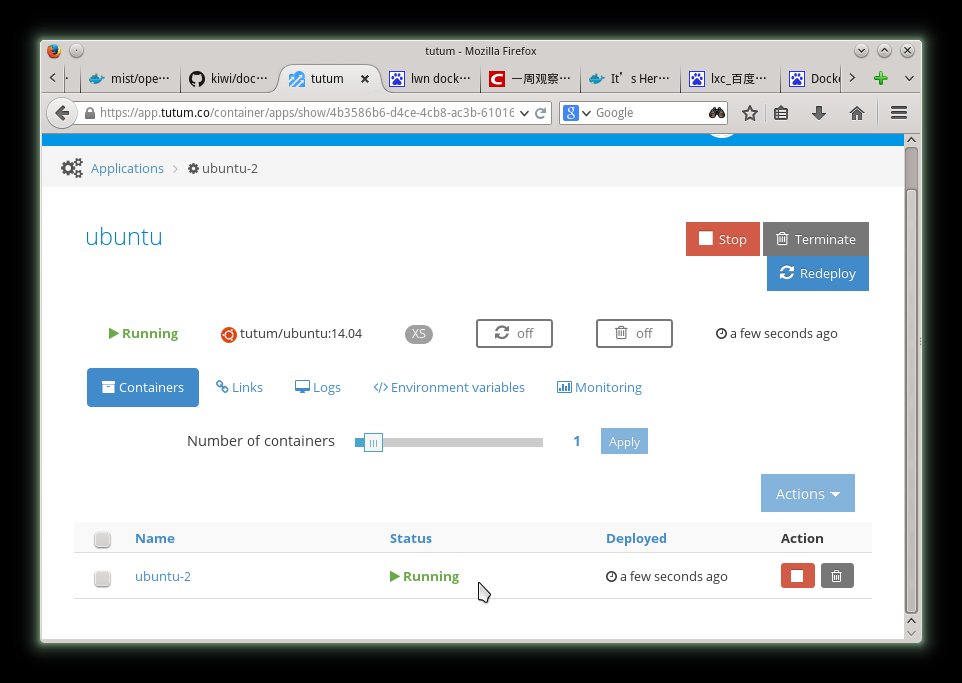 tutum - Mozilla Firefox
mist/ope··· kiwi/doc··· tutum lwn dock··· 一周观察··· It's Her··· lxc_百度··· Docke
https://app.tutum.co/container/apps/show/4b3586b6-d4ce-4cb8-ac3b-61016 Google
Applications > ubuntu-2
ubuntu
Stop Terminate
Redeploy
Running tutum/ubuntu:14.04 XS off off a few seconds ago
Containers Links Logs </> Environment variables Monitoring
Number of containers 1 Apply
Actions
Name Status Deployed Action
ubuntu-2 Running a few seconds ago